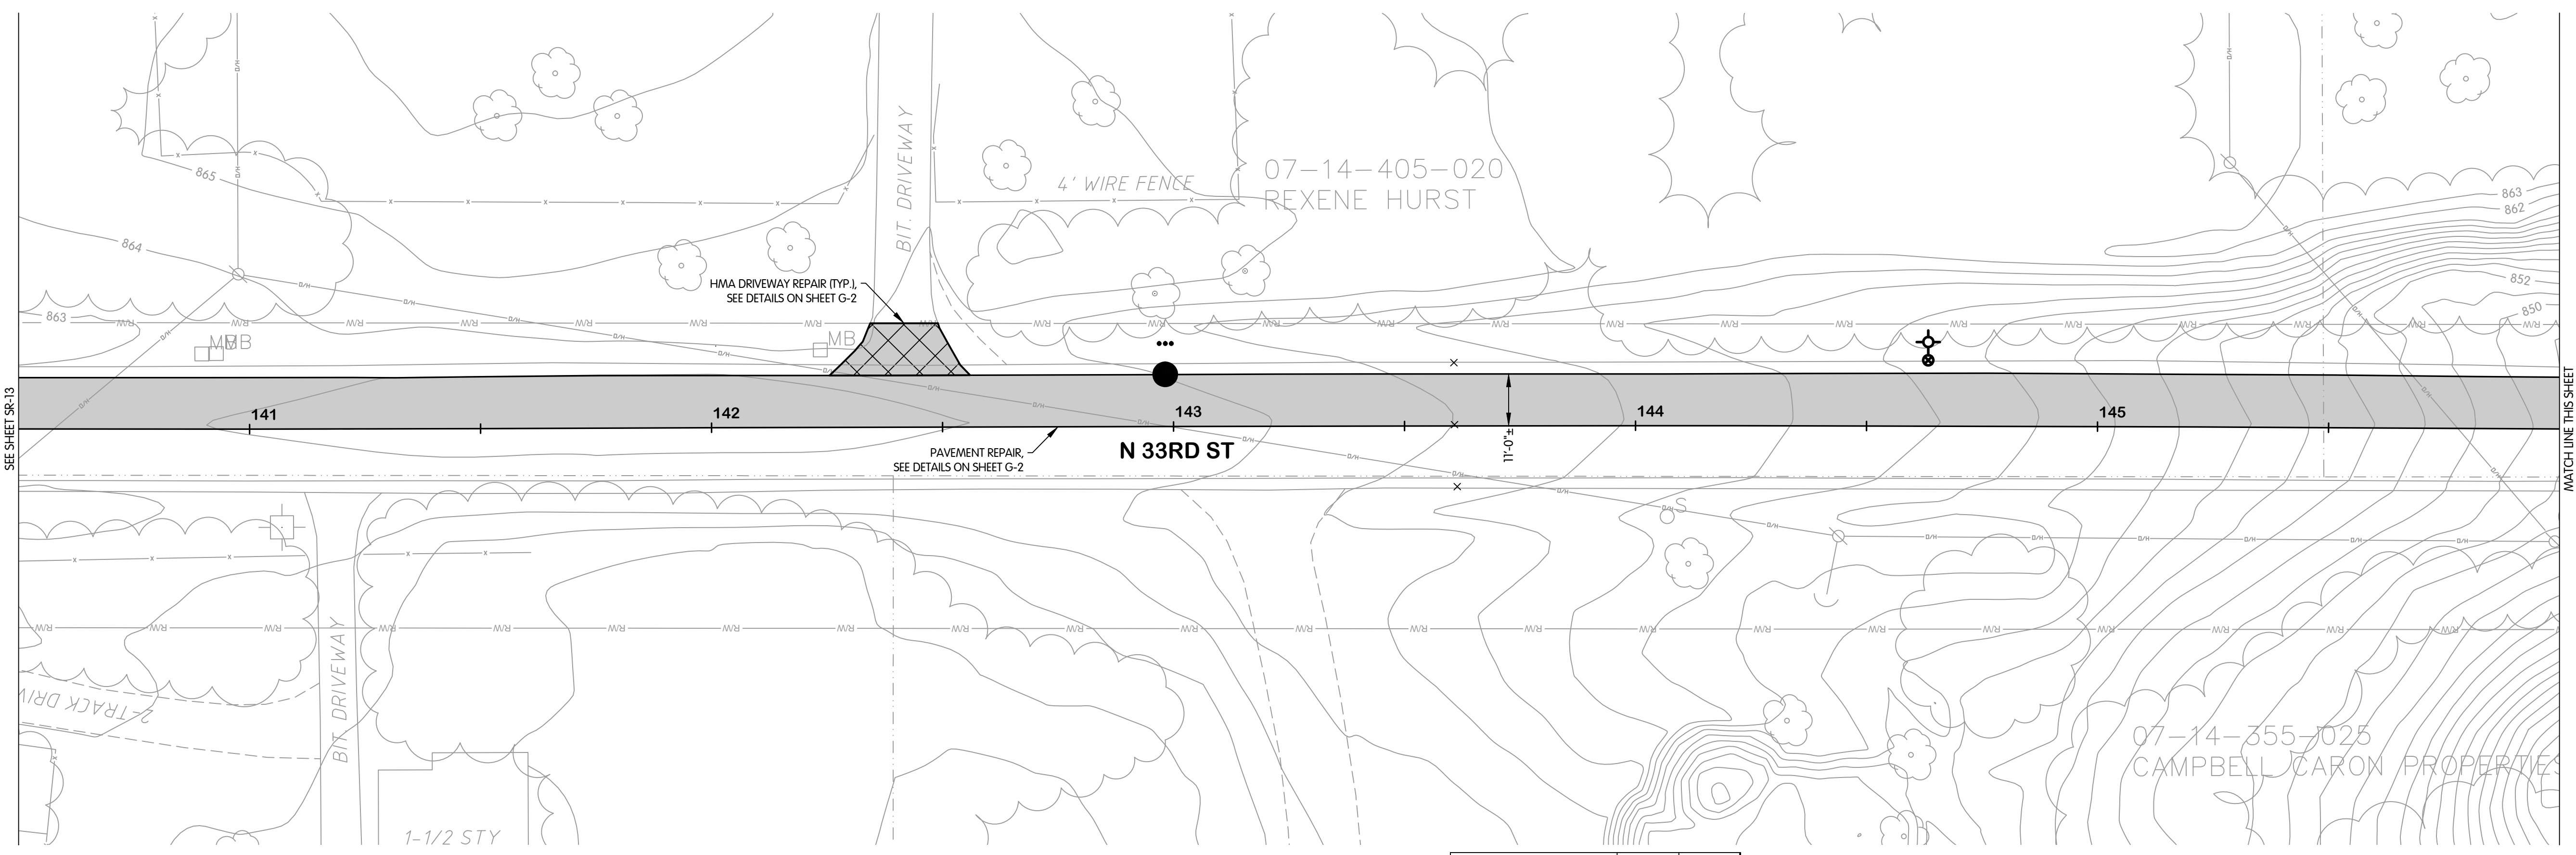 865
864
863
MB
MB
HMA DRIVEWAY REPAIR (TYP.),
SEE DETAILS ON SHEET G-2
BIT. DRIVEWAY
4' WIRE FENCE
07-14-405-020
REXENE HURST
863
862
852
850
SEE SHEET SR-13
141
142
143
144
145
PAVEMENT REPAIR,
SEE DETAILS ON SHEET G-2
N 33RD ST
11'-0"±
MATCH LINE THIS SHEET
S
BIT. DRIVEWAY
2-TRACK DRIV
1-1/2 STY
07-14-355-025
CAMPBELL CARON PROPERTIES
R/W
O/H